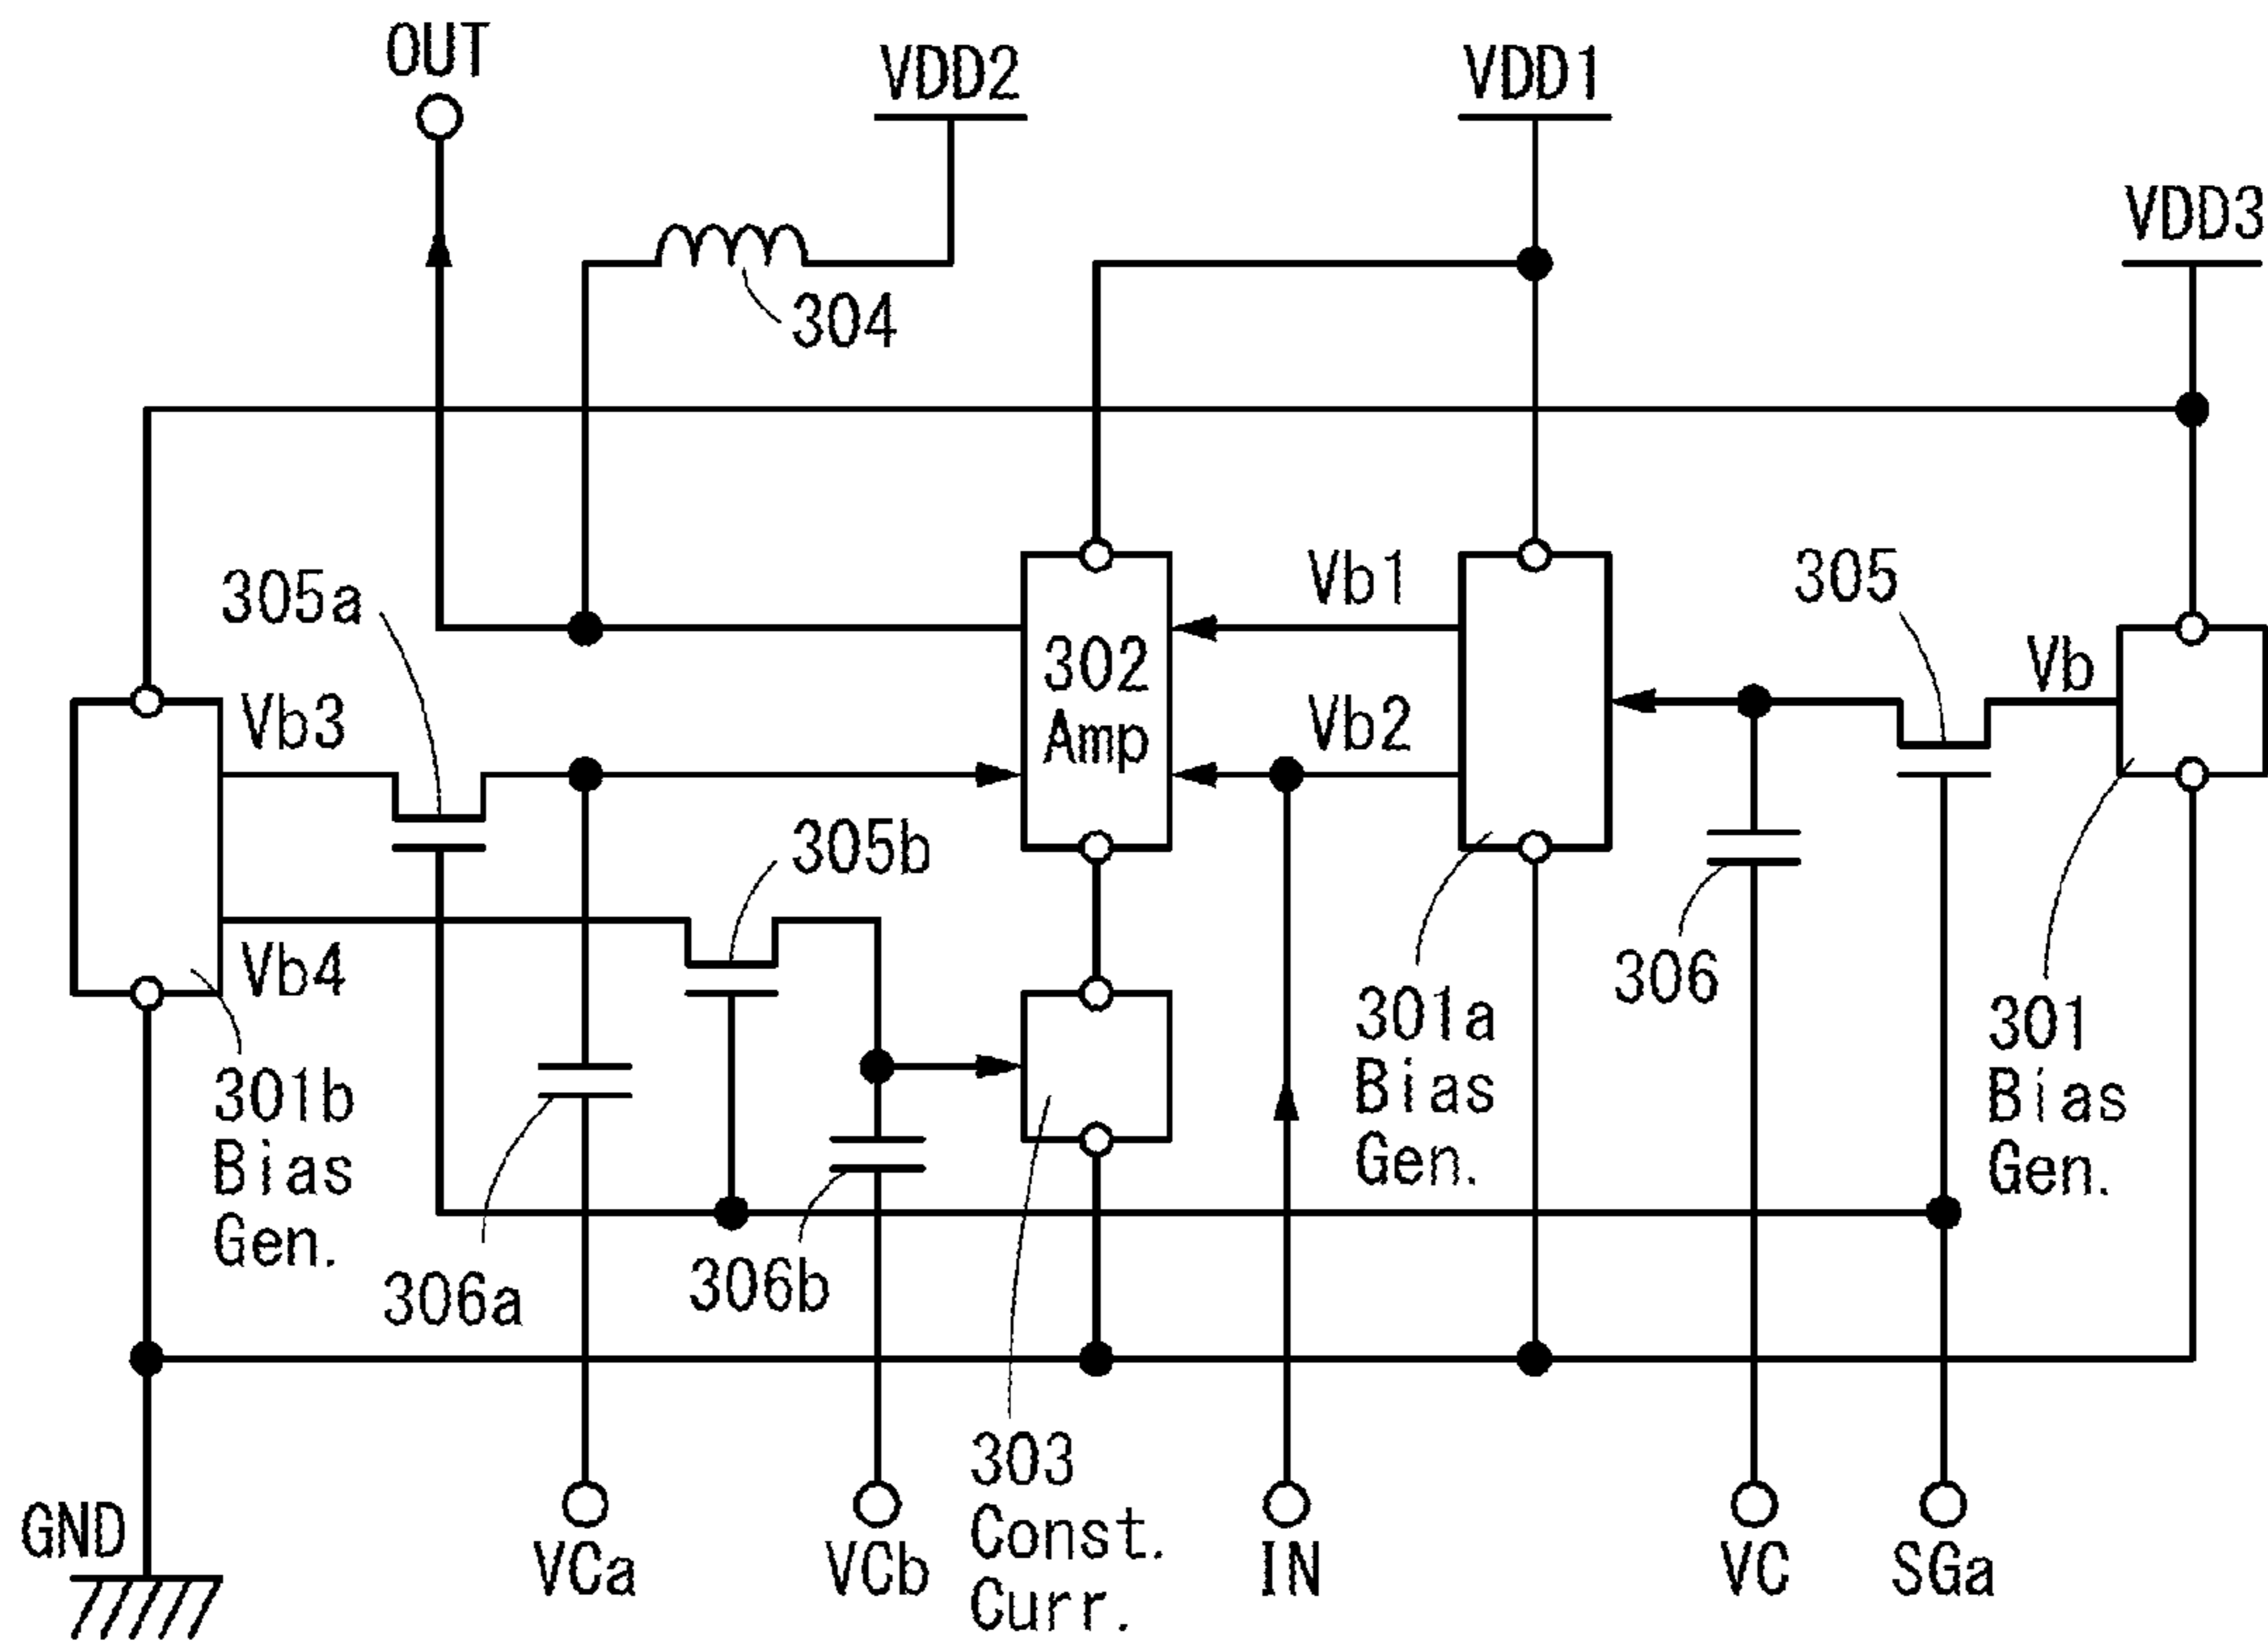 OUT
VDD2
VDD1
VDD3
304
305a
Vb1
305
302
Amp
Vb
Vb3
Vb2
305b
Vb4
306
301a
Bias
Gen.
301
Bias
Gen.
301b
Bias
Gen.
306a
306b
303
Const.
Curr.
GND
VCa
VCb
IN
VC
SGa